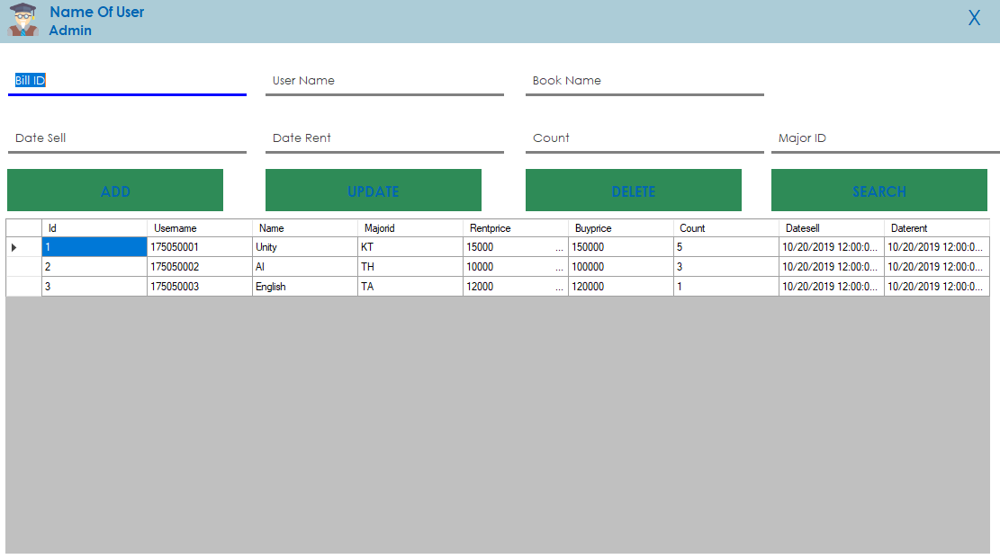 Name Of User
Admin
X
Bill ID User Name Book Name
Date Sell Date Rent Count Major ID
ADD UPDATE DELETE SEARCH
Id Username Name Majorid Rentprice Buyprice Count Datesell Daterent
1 175050001 Unity KT 15000 ... 150000 5 10/20/2019 12:00:0... 10/20/2019 12:00:0...
2 175050002 AI TH 10000 ... 100000 3 10/20/2019 12:00:0... 10/20/2019 12:00:0...
3 175050003 English TA 12000 ... 120000 1 10/20/2019 12:00:0... 10/20/2019 12:00:0...